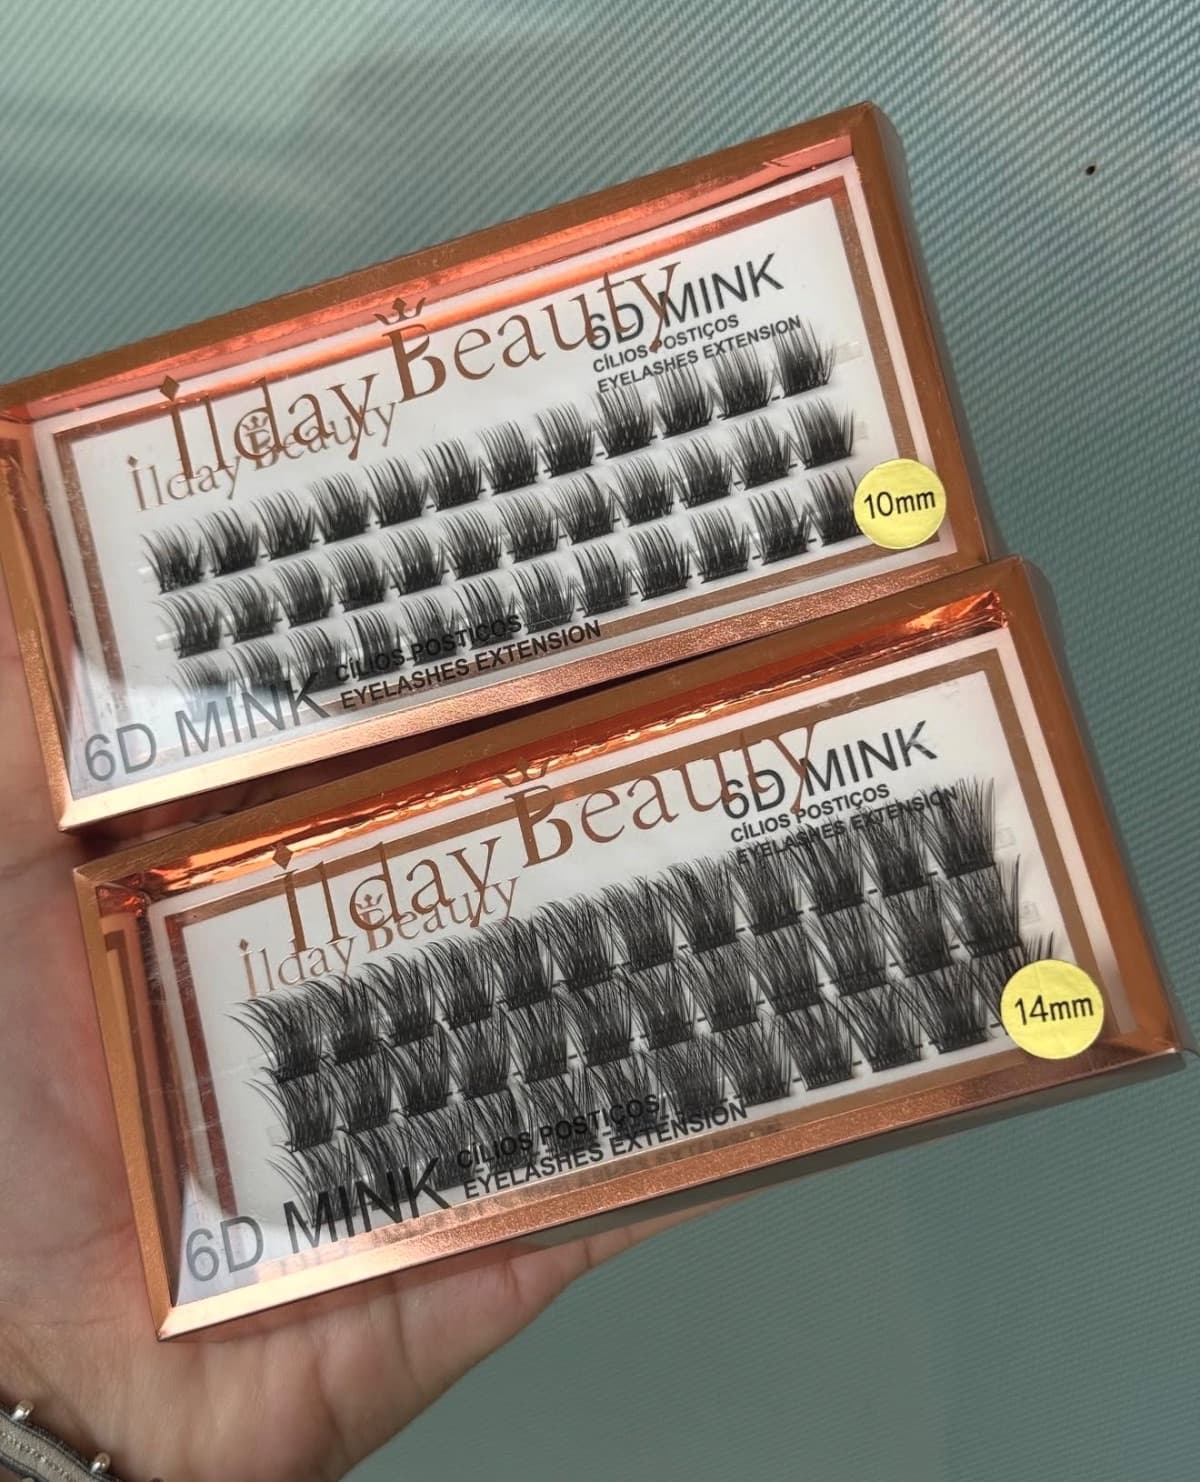 Ilday Beauty
6D MINK
CÍLIOS POSTIÇOS
EYELASHES EXTENSION
Ilday Beauty
10mm
6D MINK
CÍLIOS POSTIÇOS
EYELASHES EXTENSION
Ilday Beauty
6D MINK
CÍLIOS POSTIÇOS
EYELASHES EXTENSION
Ilday Beauty
14mm
6D MINK
CÍLIOS POSTIÇOS
EYELASHES EXTENSION